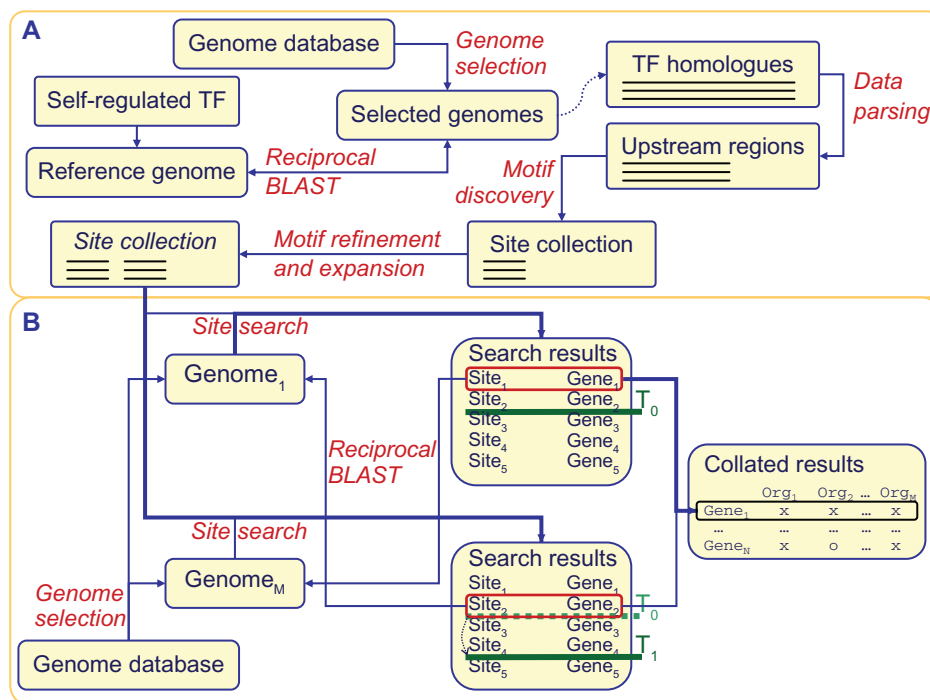 A
Genome database
Genome
selection
TF homologues
Self-regulated TF
Selected genomes
Data
parsing
Reference genome
Reciprocal
BLAST
Upstream regions
Motif
discovery
Site collection
Motif refinement
and expansion
Site collection
B
Site search
Genome1
Search results
Site1 Gene1
Site2 Gene2
T0
Site3 Gene3
Site4 Gene4
Site5 Gene5
Reciprocal
BLAST
Collated results
Org1 Org2 … OrgM
Gene1 x x … x
… … … … …
GeneN x o … x
Site search
GenomeM
Search results
Site1 Gene1
Site2 Gene2
T0
Site3 Gene3
Site4 Gene4
T1
Site5 Gene5
Genome
selection
Genome database